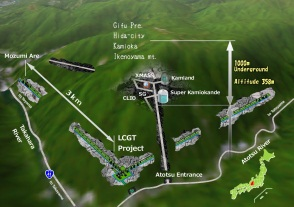 Gifu Pre.
Hida-city
Kamioka
Ikenoyama mt.
Mozumi Are
1000m
Underground
Altitude 358m
XMASS
Kamland
SG
CLIO
Super Kamiokande
3 km
LCGT
Project
Takahara
River
Atotsu River
Atotsu Entrance
41